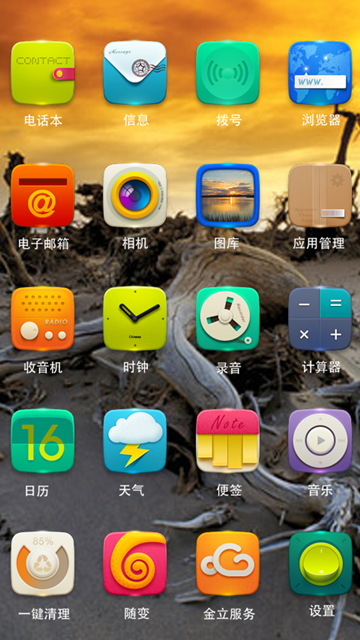 CONTACT
Message
WWW.
电话本
信息
拨号
浏览器
@
电子邮箱
相机
图库
应用管理
RADIO
收音机
时钟
录音
计算器
16
Note
日历
天气
便签
音乐
85%
一键清理
随变
金立服务
设置